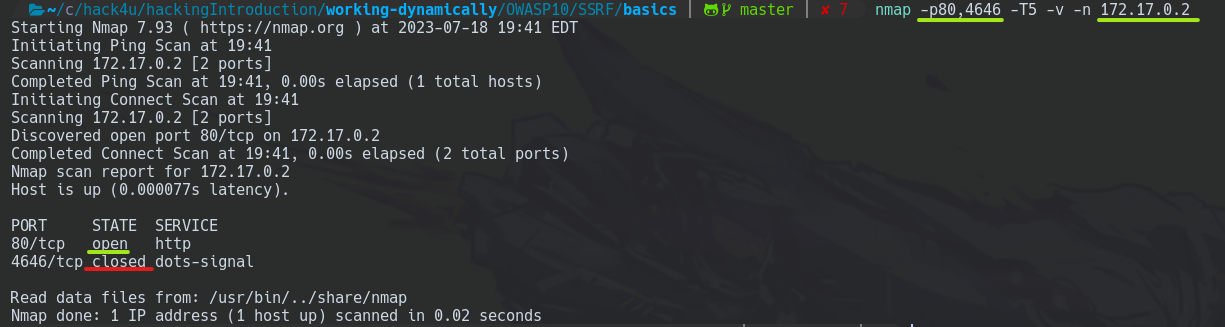 ~/c/hack4u/hackingIntroduction/working-dynamically/OWASP10/SSRF/basics | master | ✘ 7 nmap -p80,4646 -T5 -v -n 172.17.0.2
Starting Nmap 7.93 ( https://nmap.org ) at 2023-07-18 19:41 EDT
Initiating Ping Scan at 19:41
Scanning 172.17.0.2 [2 ports]
Completed Ping Scan at 19:41, 0.00s elapsed (1 total hosts)
Initiating Connect Scan at 19:41
Scanning 172.17.0.2 [2 ports]
Discovered open port 80/tcp on 172.17.0.2
Completed Connect Scan at 19:41, 0.00s elapsed (2 total ports)
Nmap scan report for 172.17.0.2
Host is up (0.000077s latency).
PORT     STATE  SERVICE
80/tcp   open   http
4646/tcp closed dots-signal
Read data files from: /usr/bin/../share/nmap
Nmap done: 1 IP address (1 host up) scanned in 0.02 seconds